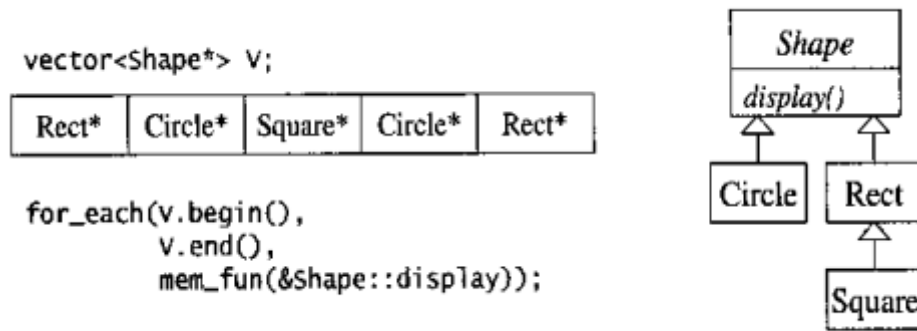 vector<Shape*> V;
Rect* Circle* Square* Circle* Rect*
for_each(V.begin(),
V.end(),
mem_fun(&Shape::display));
Shape
display()
Circle Rect
Square